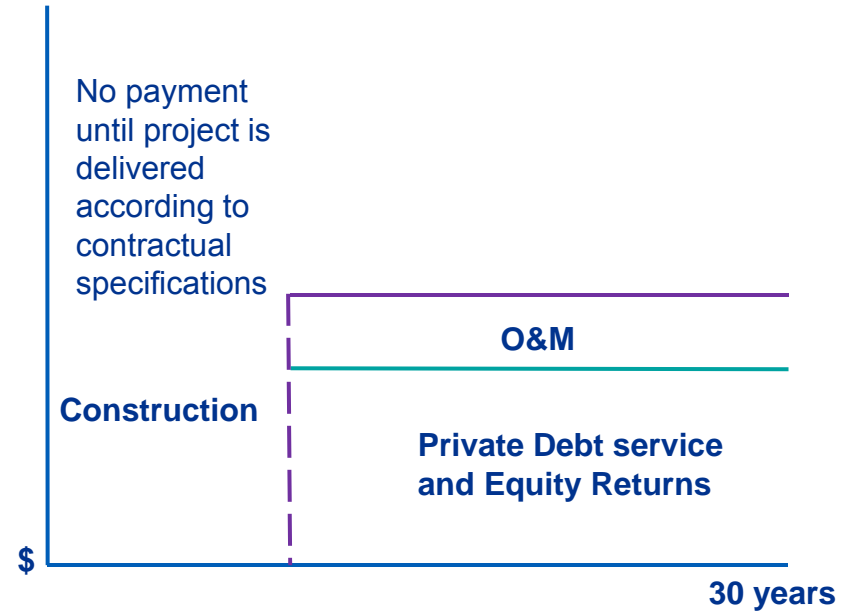 No payment
until project is
delivered
according to
contractual
specifications
O&M
Construction
Private Debt service
and Equity Returns
$
30 years